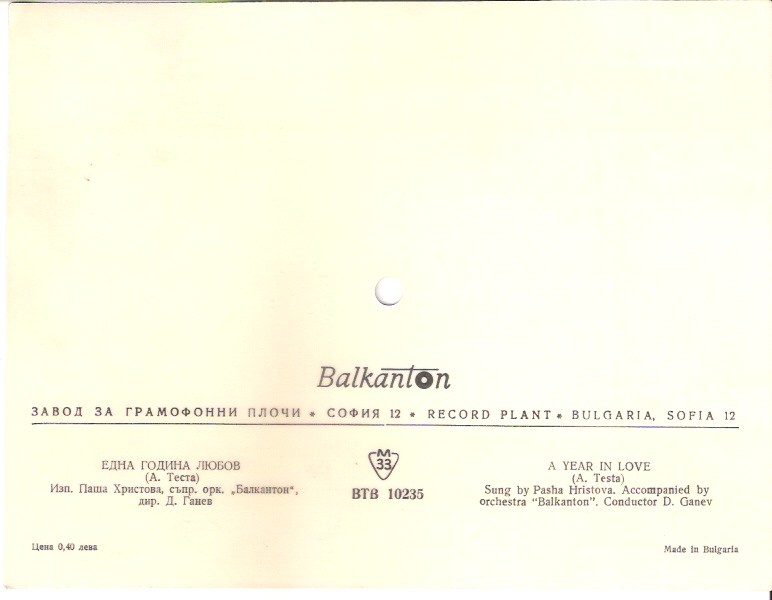 Balkanton
ЗАВОД ЗА ГРАМОФОННИ ПЛОЧИ * СОФИЯ 12 * RECORD PLANT * BULGARIA, SOFIA 12
ЕДНА ГОДИНА ЛЮБОВ
(А. Теста)
Изп. Паша Христова, съпр. орк. „Балкантон“,
дир. Д. Ганев
M
33
ВТВ 10235
A YEAR IN LOVE
(A. Testa)
Sung by Pasha Hristova. Accompanied by
orchestra "Balkanton". Conductor D. Ganev
Цена 0,40 лева
Made in Bulgaria